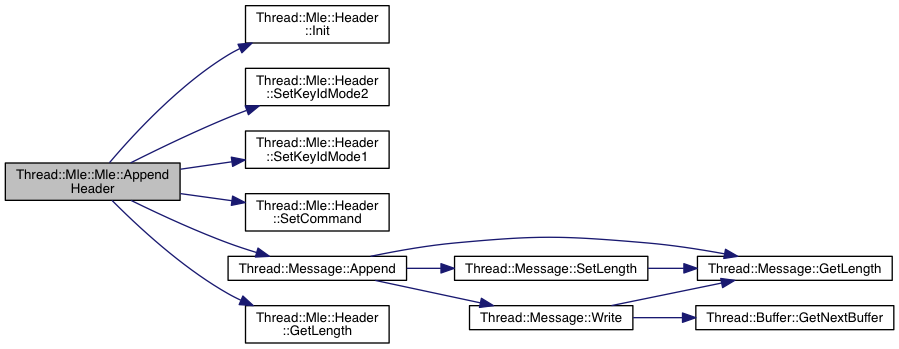 Thread::Mle::Header
::Init
Thread::Mle::Header
::SetKeyIdMode2
Thread::Mle::Header
::SetKeyIdMode1
Thread::Mle::Mle::Append
Header
Thread::Mle::Header
::SetCommand
Thread::Message::Append
Thread::Message::SetLength
Thread::Message::GetLength
Thread::Message::Write
Thread::Buffer::GetNextBuffer
Thread::Mle::Header
::GetLength